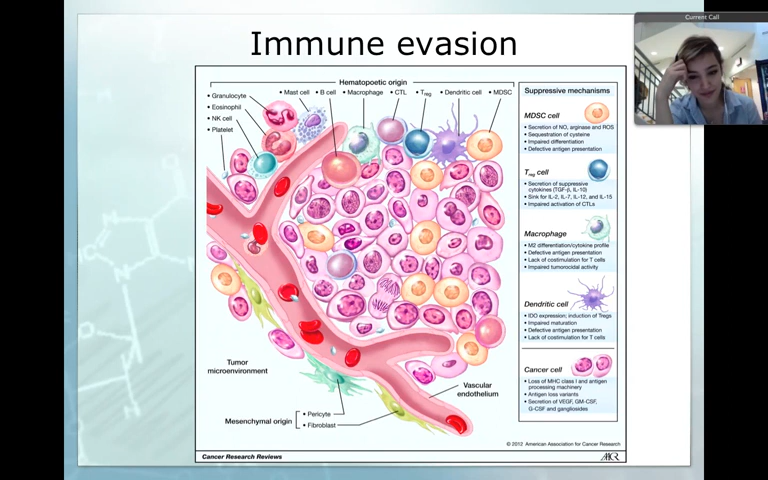 Immune evasion
Current Call
Hematopoetic origin
• Granulocyte
• Eosinophil
• NK cell
• Platelet
• Mast cell
• B cell
• Macrophage
• CTL
• Treg
• Dendritic cell
• MDSC
Suppressive mechanisms
MDSC cell
• Secretion of NO, arginase and ROS
• Sequestration of cysteine
• Impaired differentiation
• Defective antigen presentation
Treg cell
• Secretion of suppressive
cytokines (TGF-β, IL-10)
• Sink for IL-2, IL-7, IL-12, and IL-15
• Impaired activation of CTLs
Macrophage
• M2 differentiation/cytokine profile
• Defective antigen presentation
• Lack of costimulation for T cells
• Impaired tumorocidal activity
Dendritic cell
• IDO expression; induction of Tregs
• Impaired maturation
• Defective antigen presentation
• Lack of costimulation for T cells
Cancer cell
• Loss of MHC class I and antigen
processing machinery
• Antigen loss variants
• Secretion of VEGF, GM-CSF,
G-CSF and gangliosides
Tumor
microenvironment
Vascular
endothelium
Mesenchymal origin
• Pericyte
• Fibroblast
© 2012 American Association for Cancer Research
Cancer Research Reviews
AACR